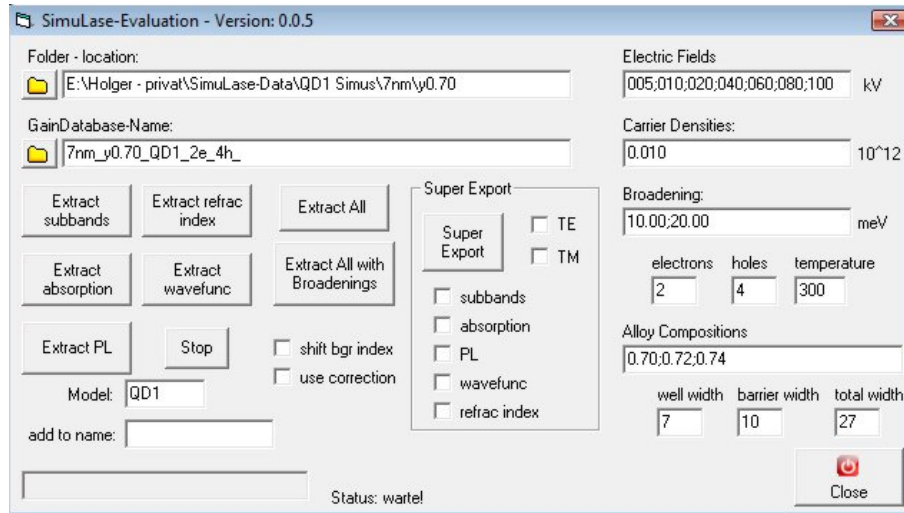 SimuLase-Evaluation - Version: 0.0.5
Folder - location:
E:\Holger - privat\SimuLase-Data\QD1 Simus\7nm\y0.70
GainDatabase-Name:
7nm_y0.70_QD1_2e_4h_
Extract subbands
Extract refrac index
Extract All
Extract absorption
Extract wavefunc
Extract All with Broadenings
Extract PL
Stop
shift bgr index
use correction
Model: QD1
add to name:
Status: warte!
Super Export
Super Export
TE
TM
subbands
absorption
PL
wavefunc
refrac index
Electric Fields
005;010;020;040;060;080;100 kV
Carrier Densities:
0.010 10^12
Broadening:
10.00;20.00 meV
electrons holes temperature
2 4 300
Alloy Compositions
0.70;0.72;0.74
well width barrier width total width
7 10 27
Close